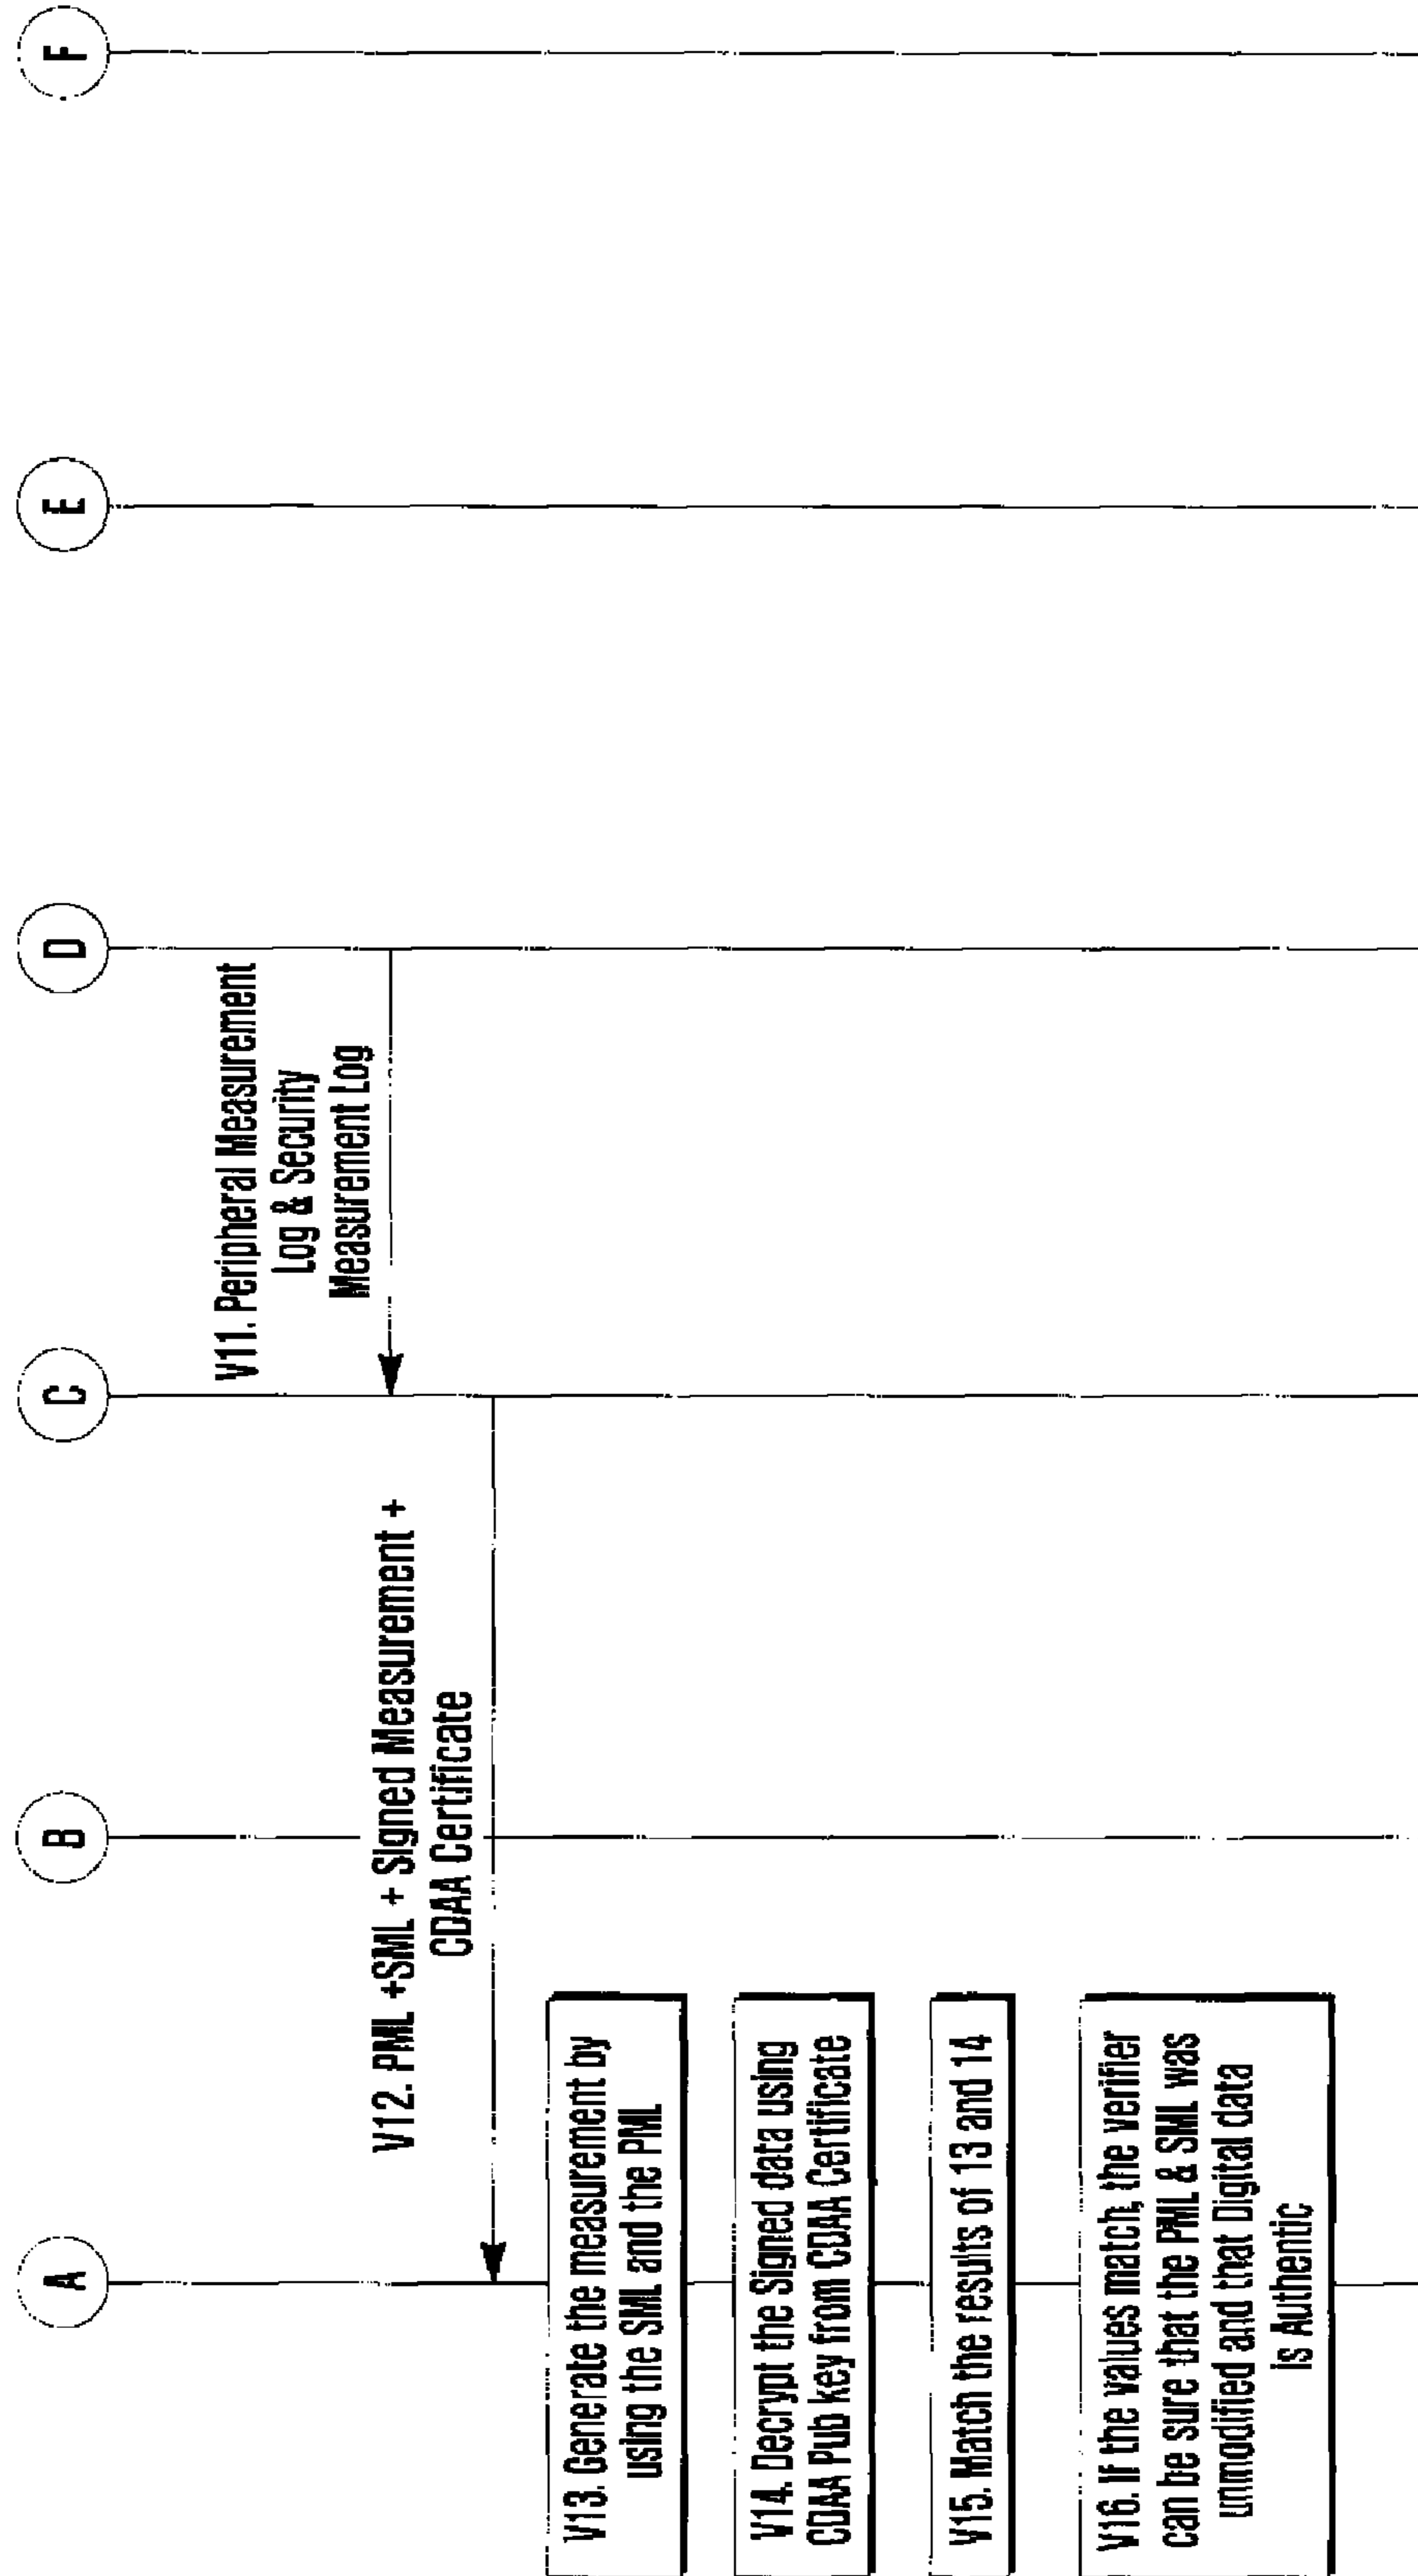 A
B
C
D
E
F
V11. Peripheral Measurement
Log & Security
Measurement Log
V12. PML +SML + Signed Measurement +
CDAA Certificate
V13. Generate the measurement by
using the SML and the PML
V14. Decrypt the Signed data using
CDAA Pub key from CDAA Certificate
V15. Match the results of 13 and 14
V16. If the values match, the verifier
can be sure that the PML & SML was
unmodified and that Digital data
is Authentic